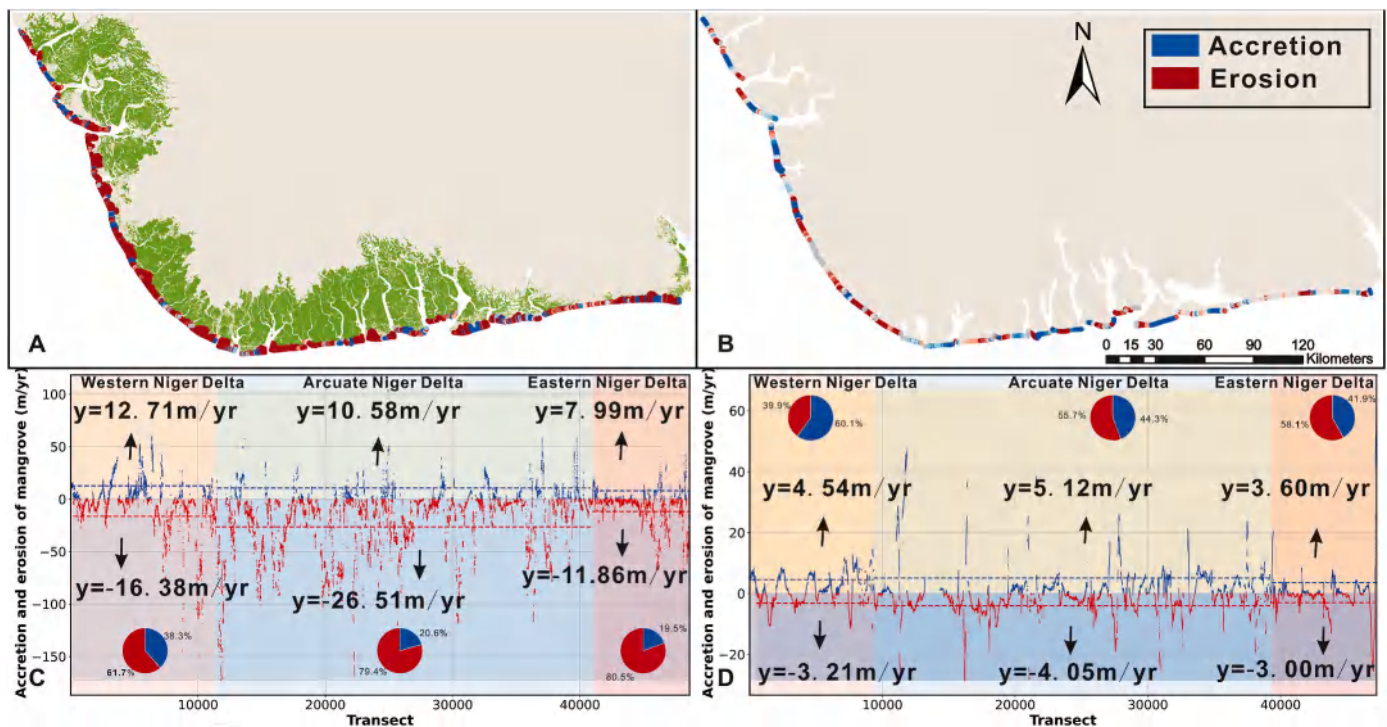 N
Accretion
Erosion
A
B
0 15 30 60 90 120
Kilometers
Accretion and erosion of mangrove (m/yr)
100
50
0
−50
−100
−150
Western Niger Delta
Arcuate Niger Delta
Eastern Niger Delta
y=12. 71m/yr
y=10. 58m/yr
y=7. 99m/yr
y=-16. 38m/yr
y=-26. 51m/yr
y=-11. 86m/yr
38.3%
61.7%
20.6%
79.4%
19.5%
80.5%
C
10000
20000
30000
40000
Transect
Accretion and erosion of mangrove (m/yr)
60
40
20
0
−20
Western Niger Delta
Arcuate Niger Delta
Eastern Niger Delta
39.9%
60.1%
55.7%
44.3%
41.9%
58.1%
y=4. 54m/yr
y=5. 12m/yr
y=3. 60m/yr
y=-3. 21m/yr
y=-4. 05m/yr
y=-3. 00m/yr
D
10000
20000
30000
40000
Transect